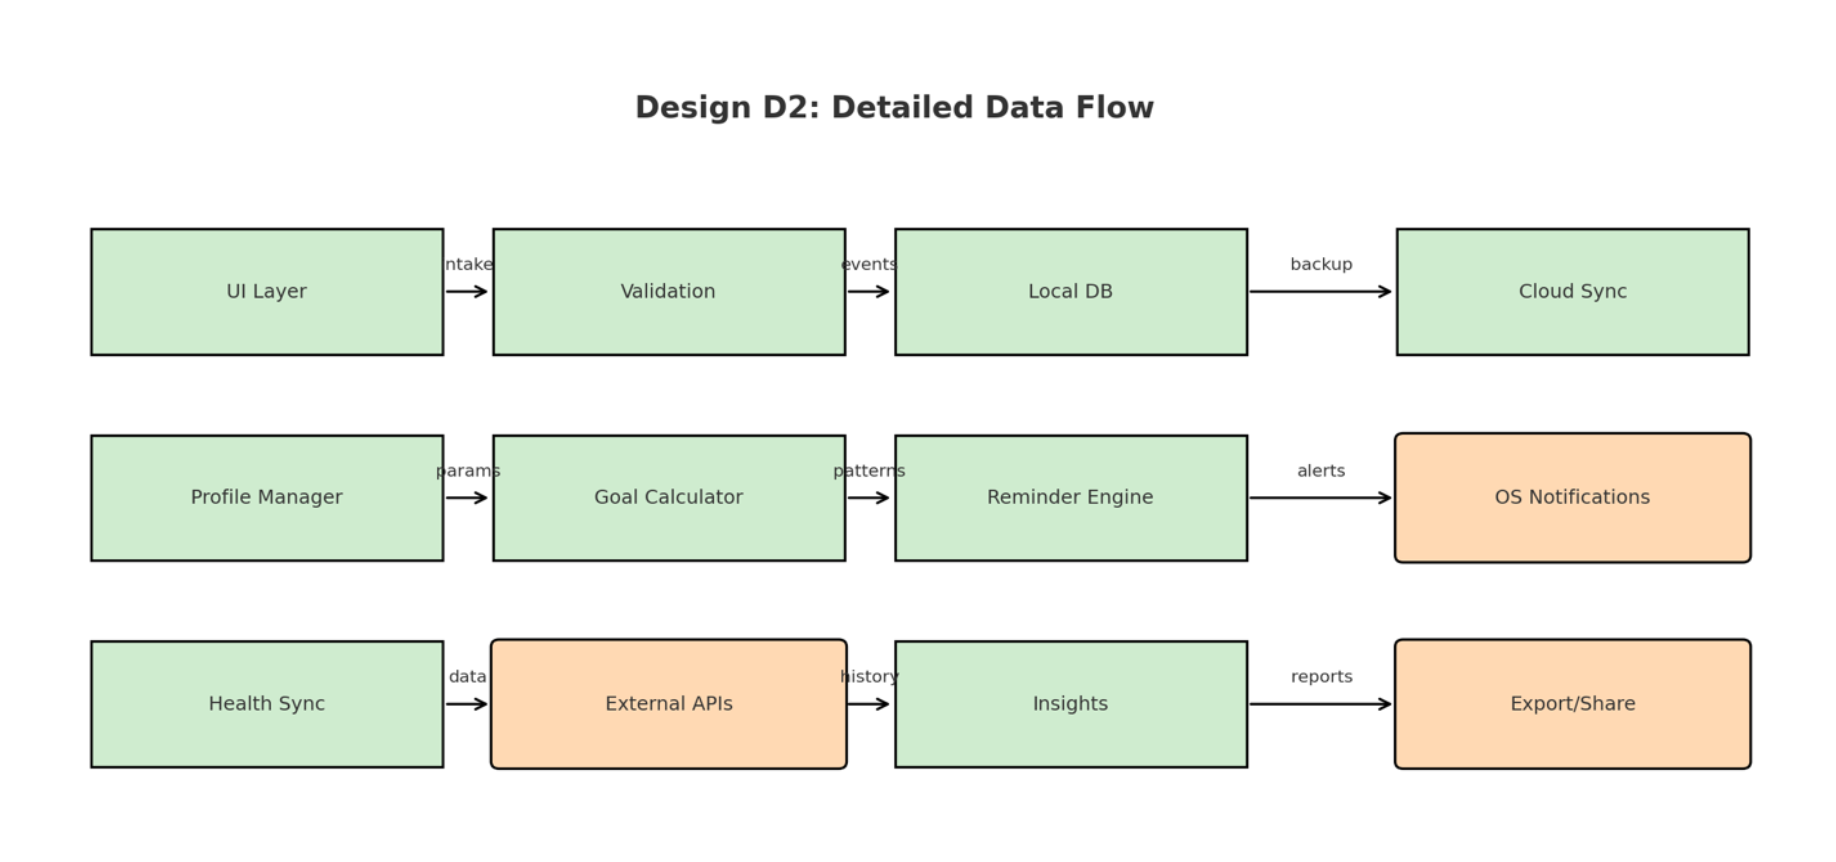 Design D2: Detailed Data Flow
UI Layer
ntake
Validation
events
Local DB
backup
Cloud Sync
Profile Manager
params
Goal Calculator
patterns
Reminder Engine
alerts
OS Notifications
Health Sync
data
External APIs
history
Insights
reports
Export/Share